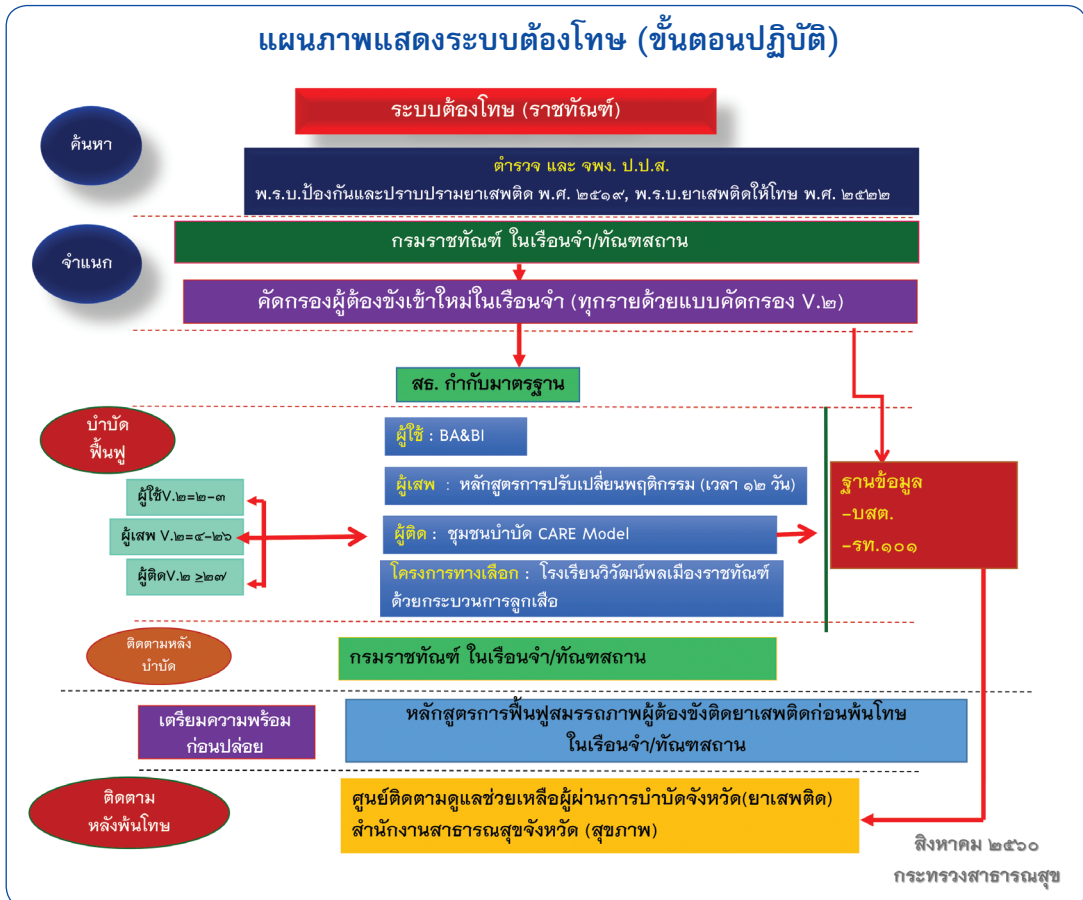 แผนภาพแสดงระบบต้องโทษ (ขั้นตอนปฏิบัติ)
ค้นหา
ระบบต้องโทษ (ราชทัณฑ์)
ตำรวจ และ จพง. ป.ป.ส.
พ.ร.บ.ป้องกันและปราบปรามยาเสพติด พ.ศ. ๒๕๑๙, พ.ร.บ.ยาเสพติดให้โทษ พ.ศ. ๒๕๒๒
จำแนก
กรมราชทัณฑ์ ในเรือนจำ/ทัณฑสถาน
คัดกรองผู้ต้องขังเข้าใหม่ในเรือนจำ (ทุกรายด้วยแบบคัดกรอง V.๒)
สธ. กำกับมาตรฐาน
บำบัด
ฟื้นฟู
ผู้ใช้V.๒=๒-๓
ผู้เสพ V.๒=๔-๒๖
ผู้ติดV.๒ ≥๒๗
ผู้ใช้ : BA&BI
ผู้เสพ : หลักสูตรการปรับเปลี่ยนพฤติกรรม (เวลา ๑๒ วัน)
ผู้ติด : ชุมชนบำบัด CARE Model
โครงการทางเลือก : โรงเรียนวิวัฒน์พลเมืองราชทัณฑ์
ด้วยกระบวนการลูกเสือ
ฐานข้อมูล
-บสต.
-รท.๑๐๑
ติดตามหลัง
บำบัด
กรมราชทัณฑ์ ในเรือนจำ/ทัณฑสถาน
เตรียมความพร้อม
ก่อนปล่อย
หลักสูตรการฟื้นฟูสมรรถภาพผู้ต้องขังติดยาเสพติดก่อนพ้นโทษ
ในเรือนจำ/ทัณฑสถาน
ติดตาม
หลังพ้นโทษ
ศูนย์ติดตามดูแลช่วยเหลือผู้ผ่านการบำบัดจังหวัด(ยาเสพติด)
สำนักงานสาธารณสุขจังหวัด (สุขภาพ)
สิงหาคม ๒๕๖๐
กระทรวงสาธารณสุข